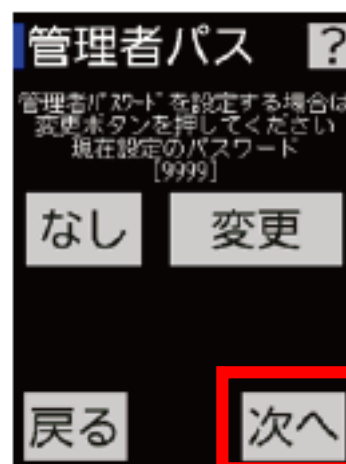 管理者パス ?
管理者ﾊﾟｽﾜｰﾄﾞを設定する場合は
変更ボタンを押してください
現在設定のパスワード
[9999]
なし 変更
戻る 次へ